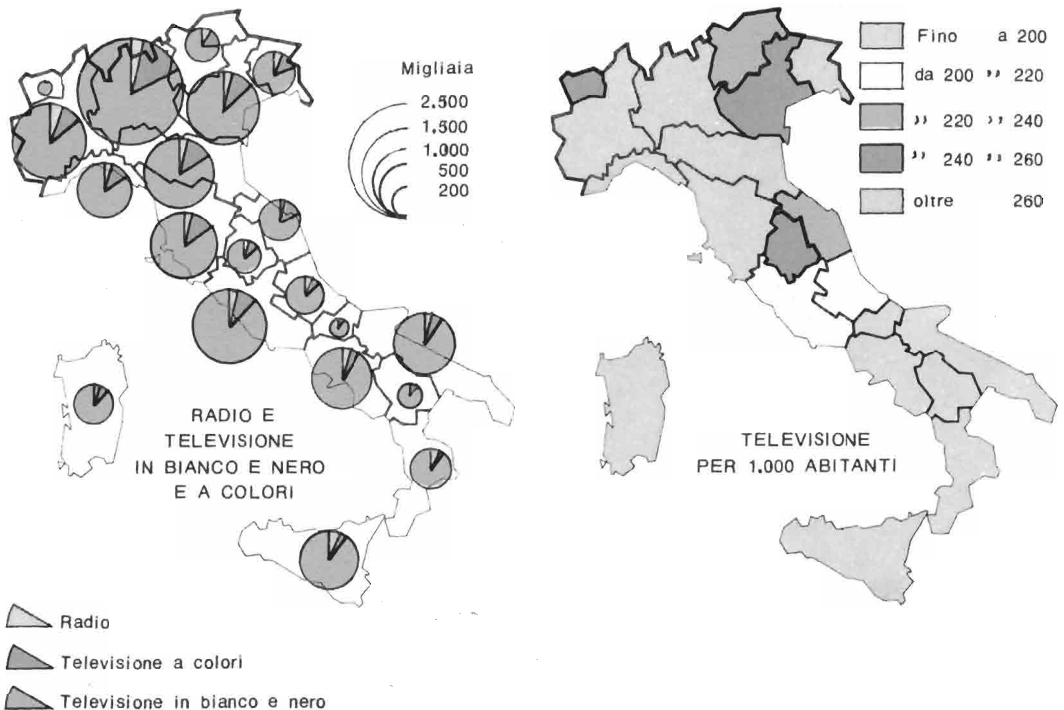 Migliaia
2.500
1.500
1.000
500
200
RADIO E
TELEVISIONE
IN BIANCO E NERO
E A COLORI
Radio
Televisione a colori
Televisione in bianco e nero
Fino a 200
da 200 ,, 220
,, 220 ,, 240
,, 240 ,, 260
oltre 260
TELEVISIONE
PER 1.000 ABITANTI